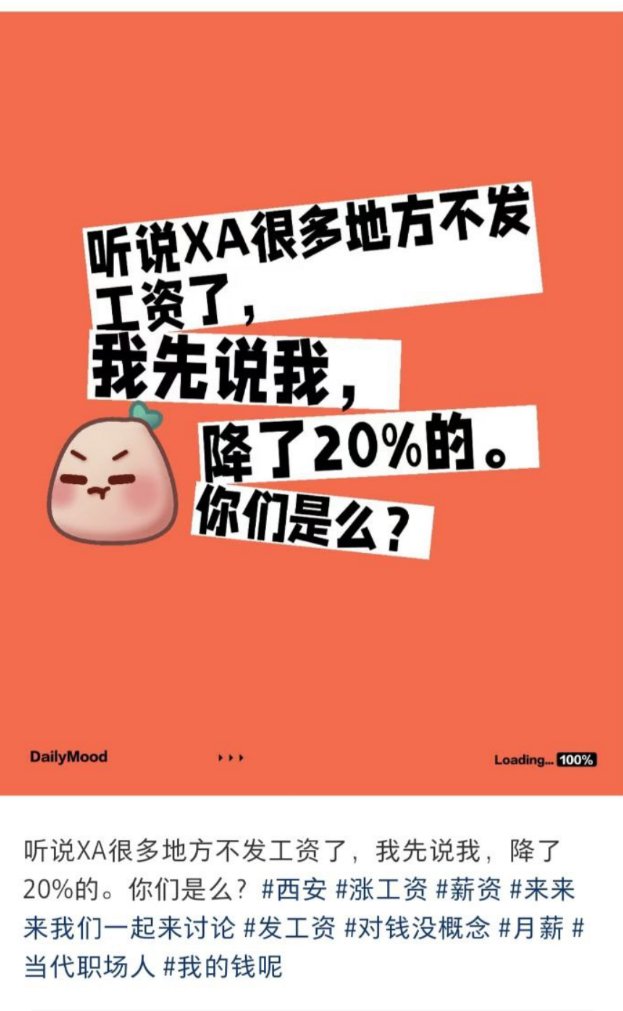 听说XA很多地方不发
工资了，
我先说我，
降了20%的。
你们是么？
DailyMood
Loading... 100%
听说XA很多地方不发工资了，我先说我，降了
20%的。你们是么？#西安 #涨工资 #薪资 #来来
来我们一起来讨论 #发工资 #对钱没概念 #月薪 #
当代职场人 #我的钱呢